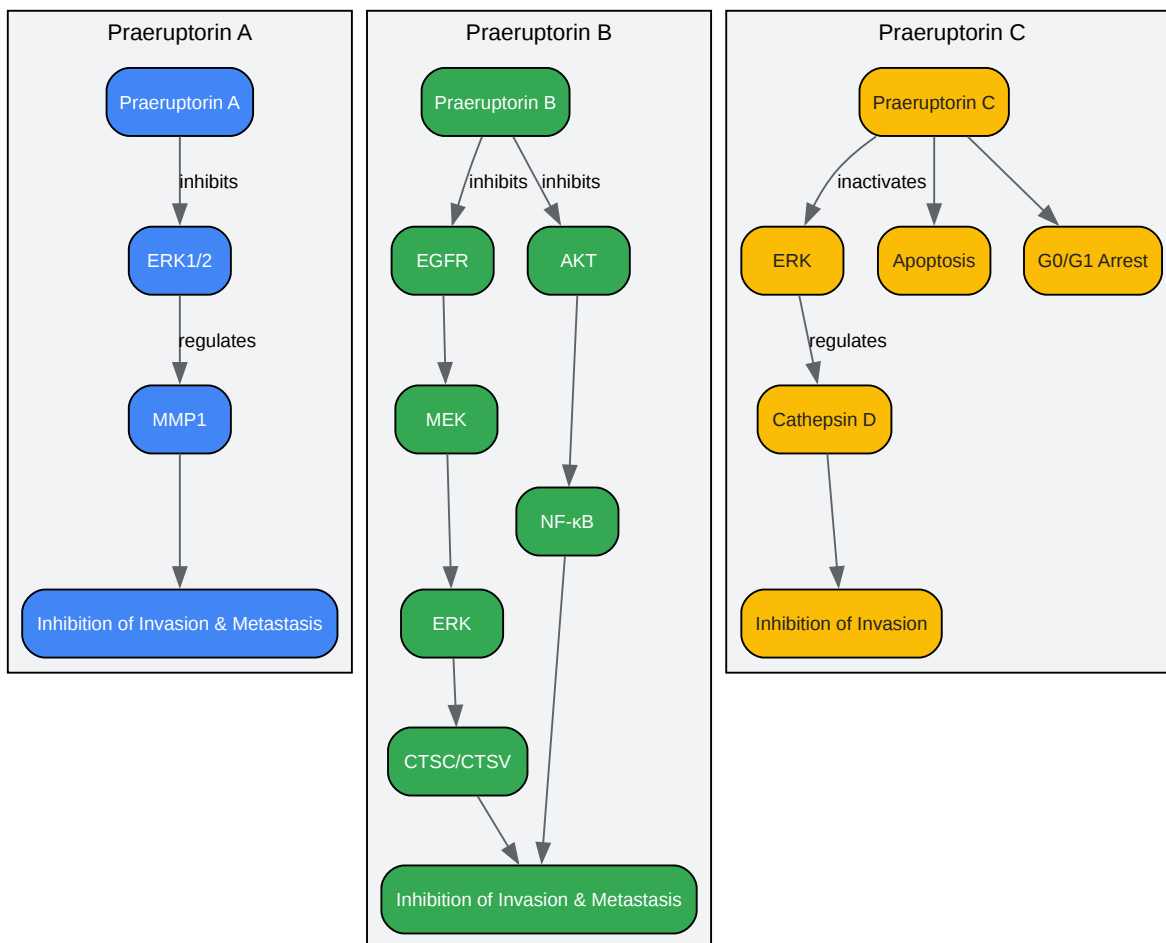 Praeruptorin A
Praeruptorin A
inhibits
ERK1/2
regulates
MMP1
Inhibition of Invasion & Metastasis
Praeruptorin B
Praeruptorin B
inhibits
inhibits
EGFR
AKT
MEK
NF-κB
ERK
CTSC/CTSV
Inhibition of Invasion & Metastasis
Praeruptorin C
Praeruptorin C
inactivates
ERK
Apoptosis
G0/G1 Arrest
regulates
Cathepsin D
Inhibition of Invasion